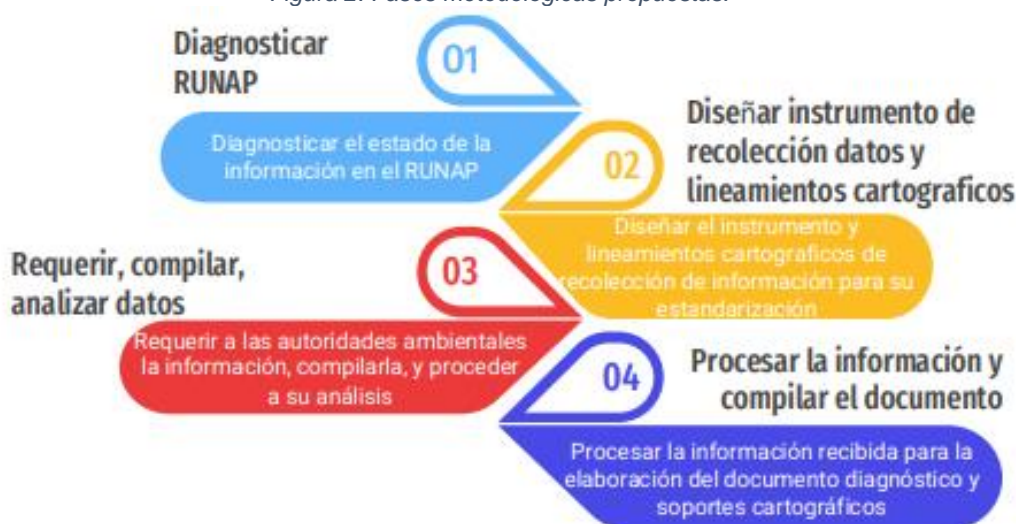 Figura 2. Fases metodológicas propuestas.
Diagnosticar
RUNAP
01
Diagnosticar el estado de la
información en el RUNAP
Diseñar instrumento de
recolección datos y
lineamientos cartograficos
02
Diseñar el instrumento y
lineamientos cartograficos de
recolección de información para su
estandarización
Requerir, compilar,
analizar datos
03
Requerir a las autoridades ambientales
la información, compilarla, y proceder
a su análisis
Procesar la información y
compilar el documento
04
Procesar la información recibida para la
elaboración del documento diagnóstico y
soportes cartográficos